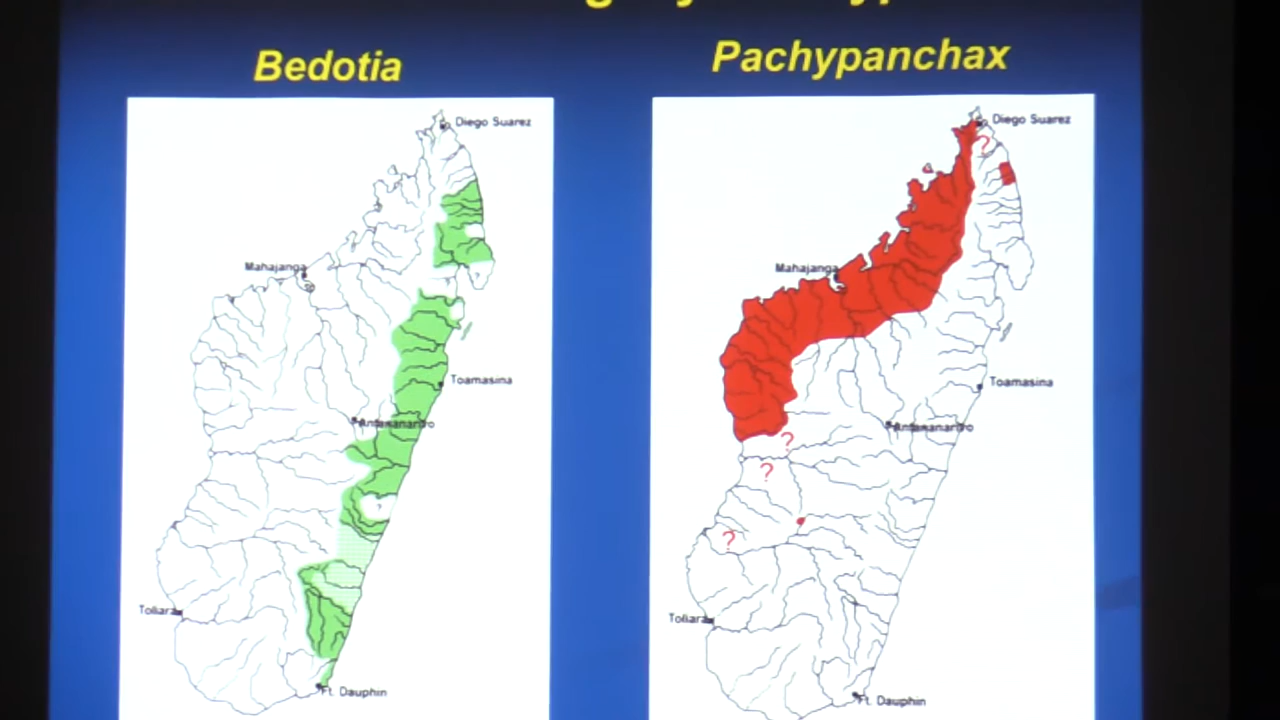 Bedotia
Pachypanchax
Diego Suarez
Mahajanga
Toamasina
Antananarivo
?
Toliara
Ft. Dauphin
Diego Suarez
?
Mahajanga
Toamasina
Antananarivo
?
?
?
Toliara
Ft. Dauphin